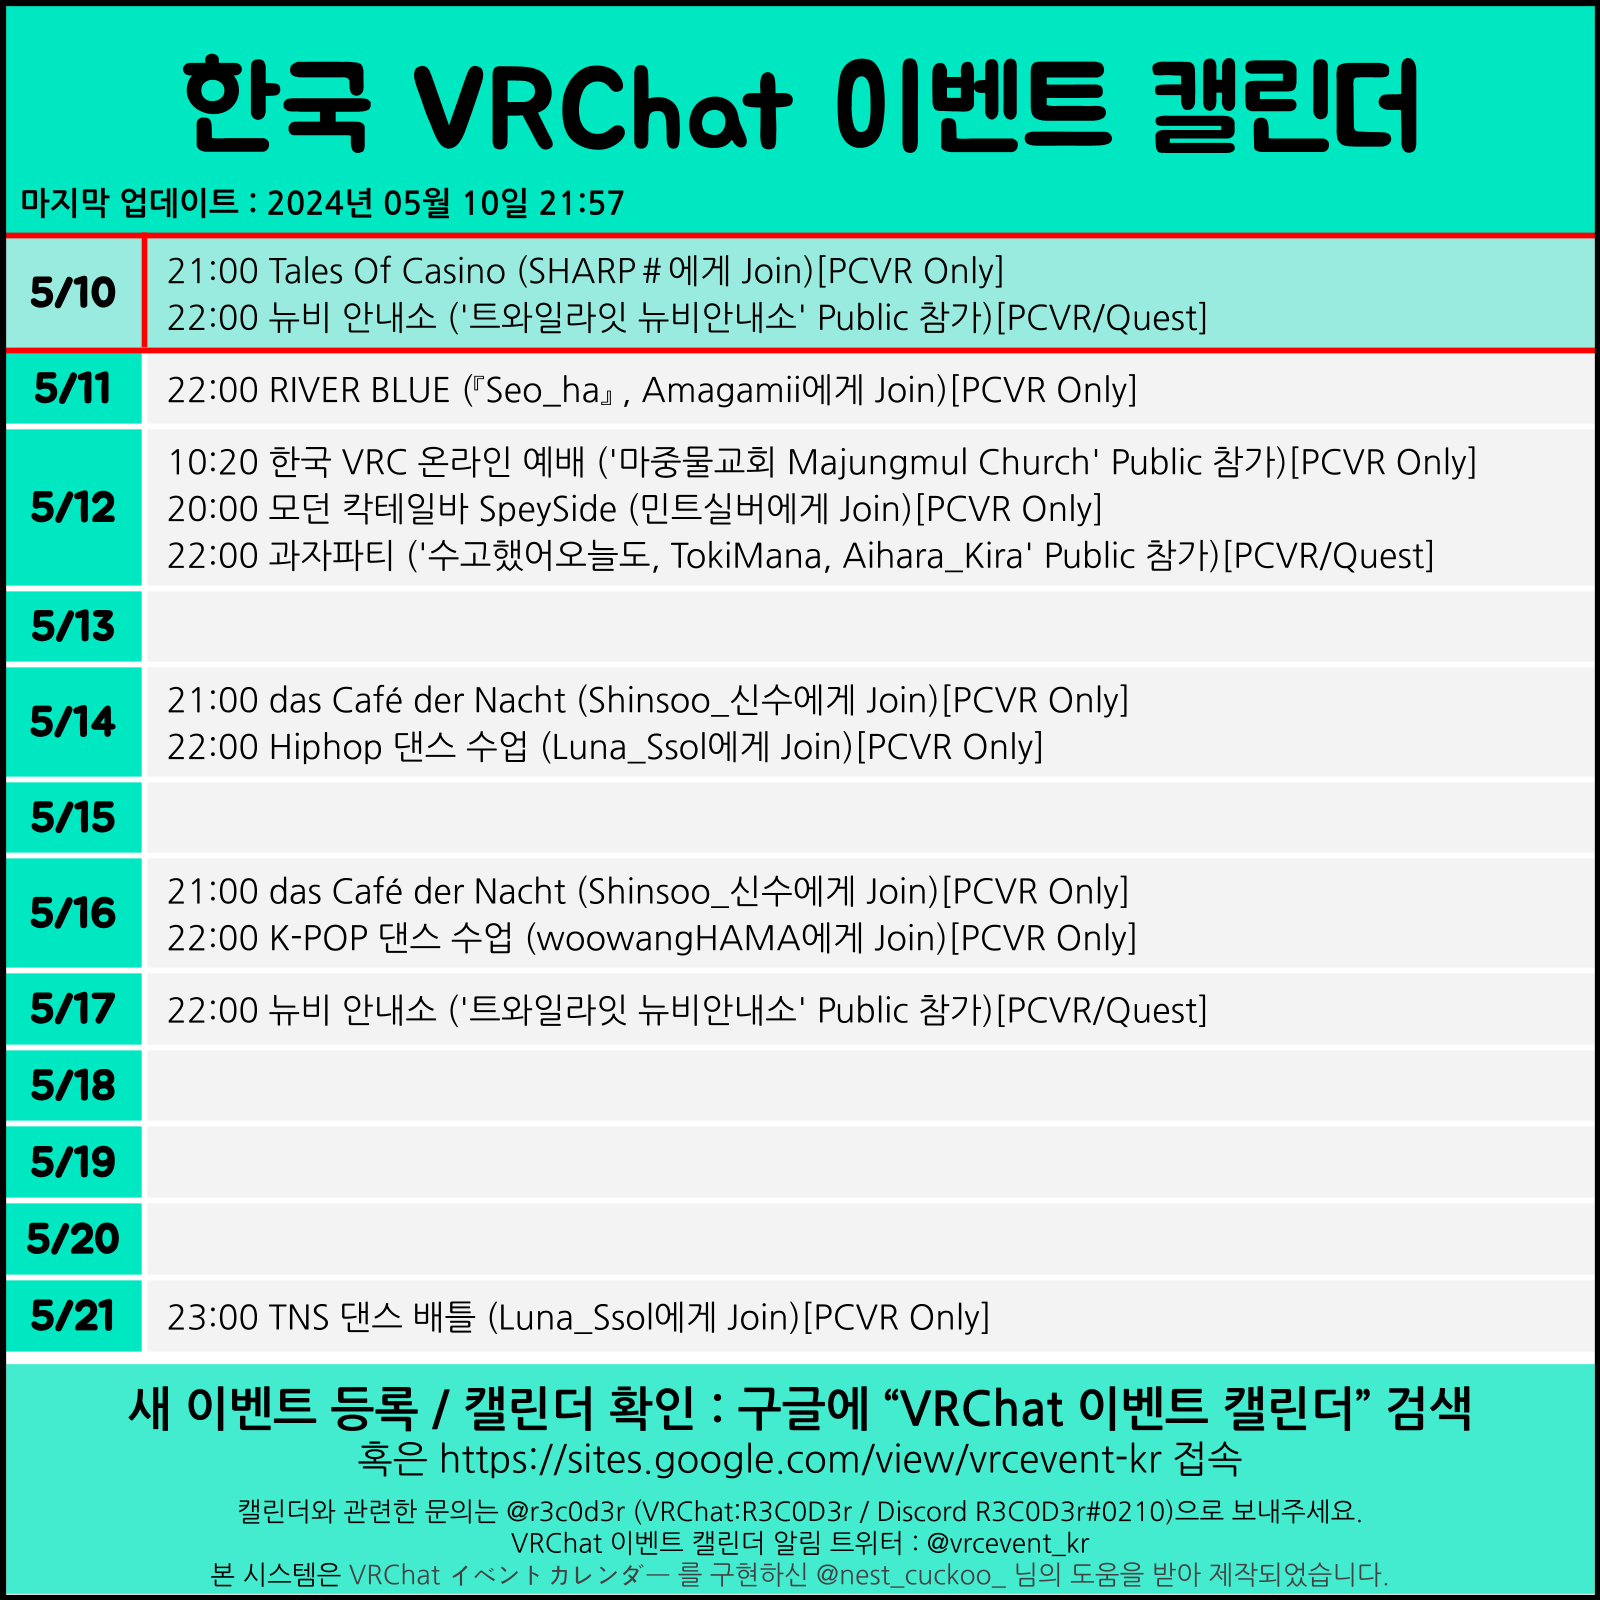 한국 VRChat 이벤트 캘린더
마지막 업데이트 : 2024년 05월 10일 21:57
5/10
21:00 Tales Of Casino (SHARP＃에게 Join)[PCVR Only]
22:00 뉴비 안내소 ('트와일라잇 뉴비안내소' Public 참가)[PCVR/Quest]
5/11
22:00 RIVER BLUE (『Seo_ha』, Amagamii에게 Join)[PCVR Only]
5/12
10:20 한국 VRC 온라인 예배 ('마중물교회 Majungmul Church' Public 참가)[PCVR Only]
20:00 모던 칵테일바 SpeySide (민트실버에게 Join)[PCVR Only]
22:00 과자파티 ('수고했어오늘도, TokiMana, Aihara_Kira' Public 참가)[PCVR/Quest]
5/13
5/14
21:00 das Café der Nacht (Shinsoo_신수에게 Join)[PCVR Only]
22:00 Hiphop 댄스 수업 (Luna_Ssol에게 Join)[PCVR Only]
5/15
5/16
21:00 das Café der Nacht (Shinsoo_신수에게 Join)[PCVR Only]
22:00 K-POP 댄스 수업 (woowangHAMA에게 Join)[PCVR Only]
5/17
22:00 뉴비 안내소 ('트와일라잇 뉴비안내소' Public 참가)[PCVR/Quest]
5/18
5/19
5/20
5/21
23:00 TNS 댄스 배틀 (Luna_Ssol에게 Join)[PCVR Only]
새 이벤트 등록 / 캘린더 확인 : 구글에 “VRChat 이벤트 캘린더” 검색
혹은 https://sites.google.com/view/vrcevent-kr 접속
캘린더와 관련한 문의는 @r3c0d3r (VRChat:R3C0D3r / Discord R3C0D3r#0210)으로 보내주세요.
VRChat 이벤트 캘린더 알림 트위터 : @vrcevent_kr
본 시스템은 VRChat イベントカレンダー 를 구현하신 @nest_cuckoo_ 님의 도움을 받아 제작되었습니다.